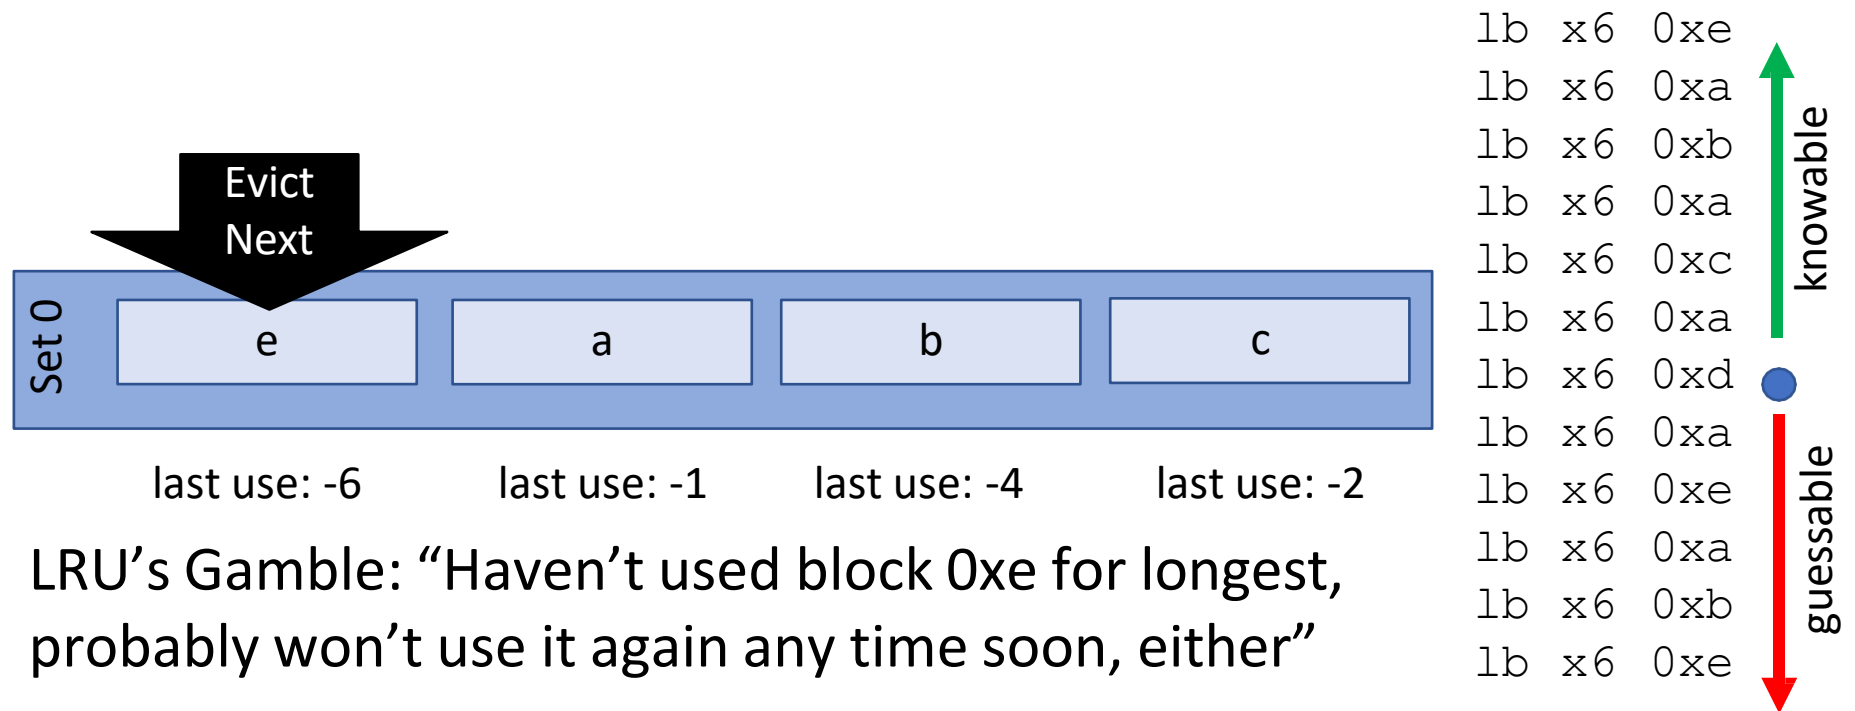 Evict
Next
Set 0
e
a
b
c
last use: -6
last use: -1
last use: -4
last use: -2
LRU’s Gamble: “Haven’t used block 0xe for longest,
probably won’t use it again any time soon, either”
lb x6 0xe
lb x6 0xa
lb x6 0xb
lb x6 0xa
lb x6 0xc
lb x6 0xa
lb x6 0xd
lb x6 0xa
lb x6 0xe
lb x6 0xa
lb x6 0xb
lb x6 0xe
knowable
guessable